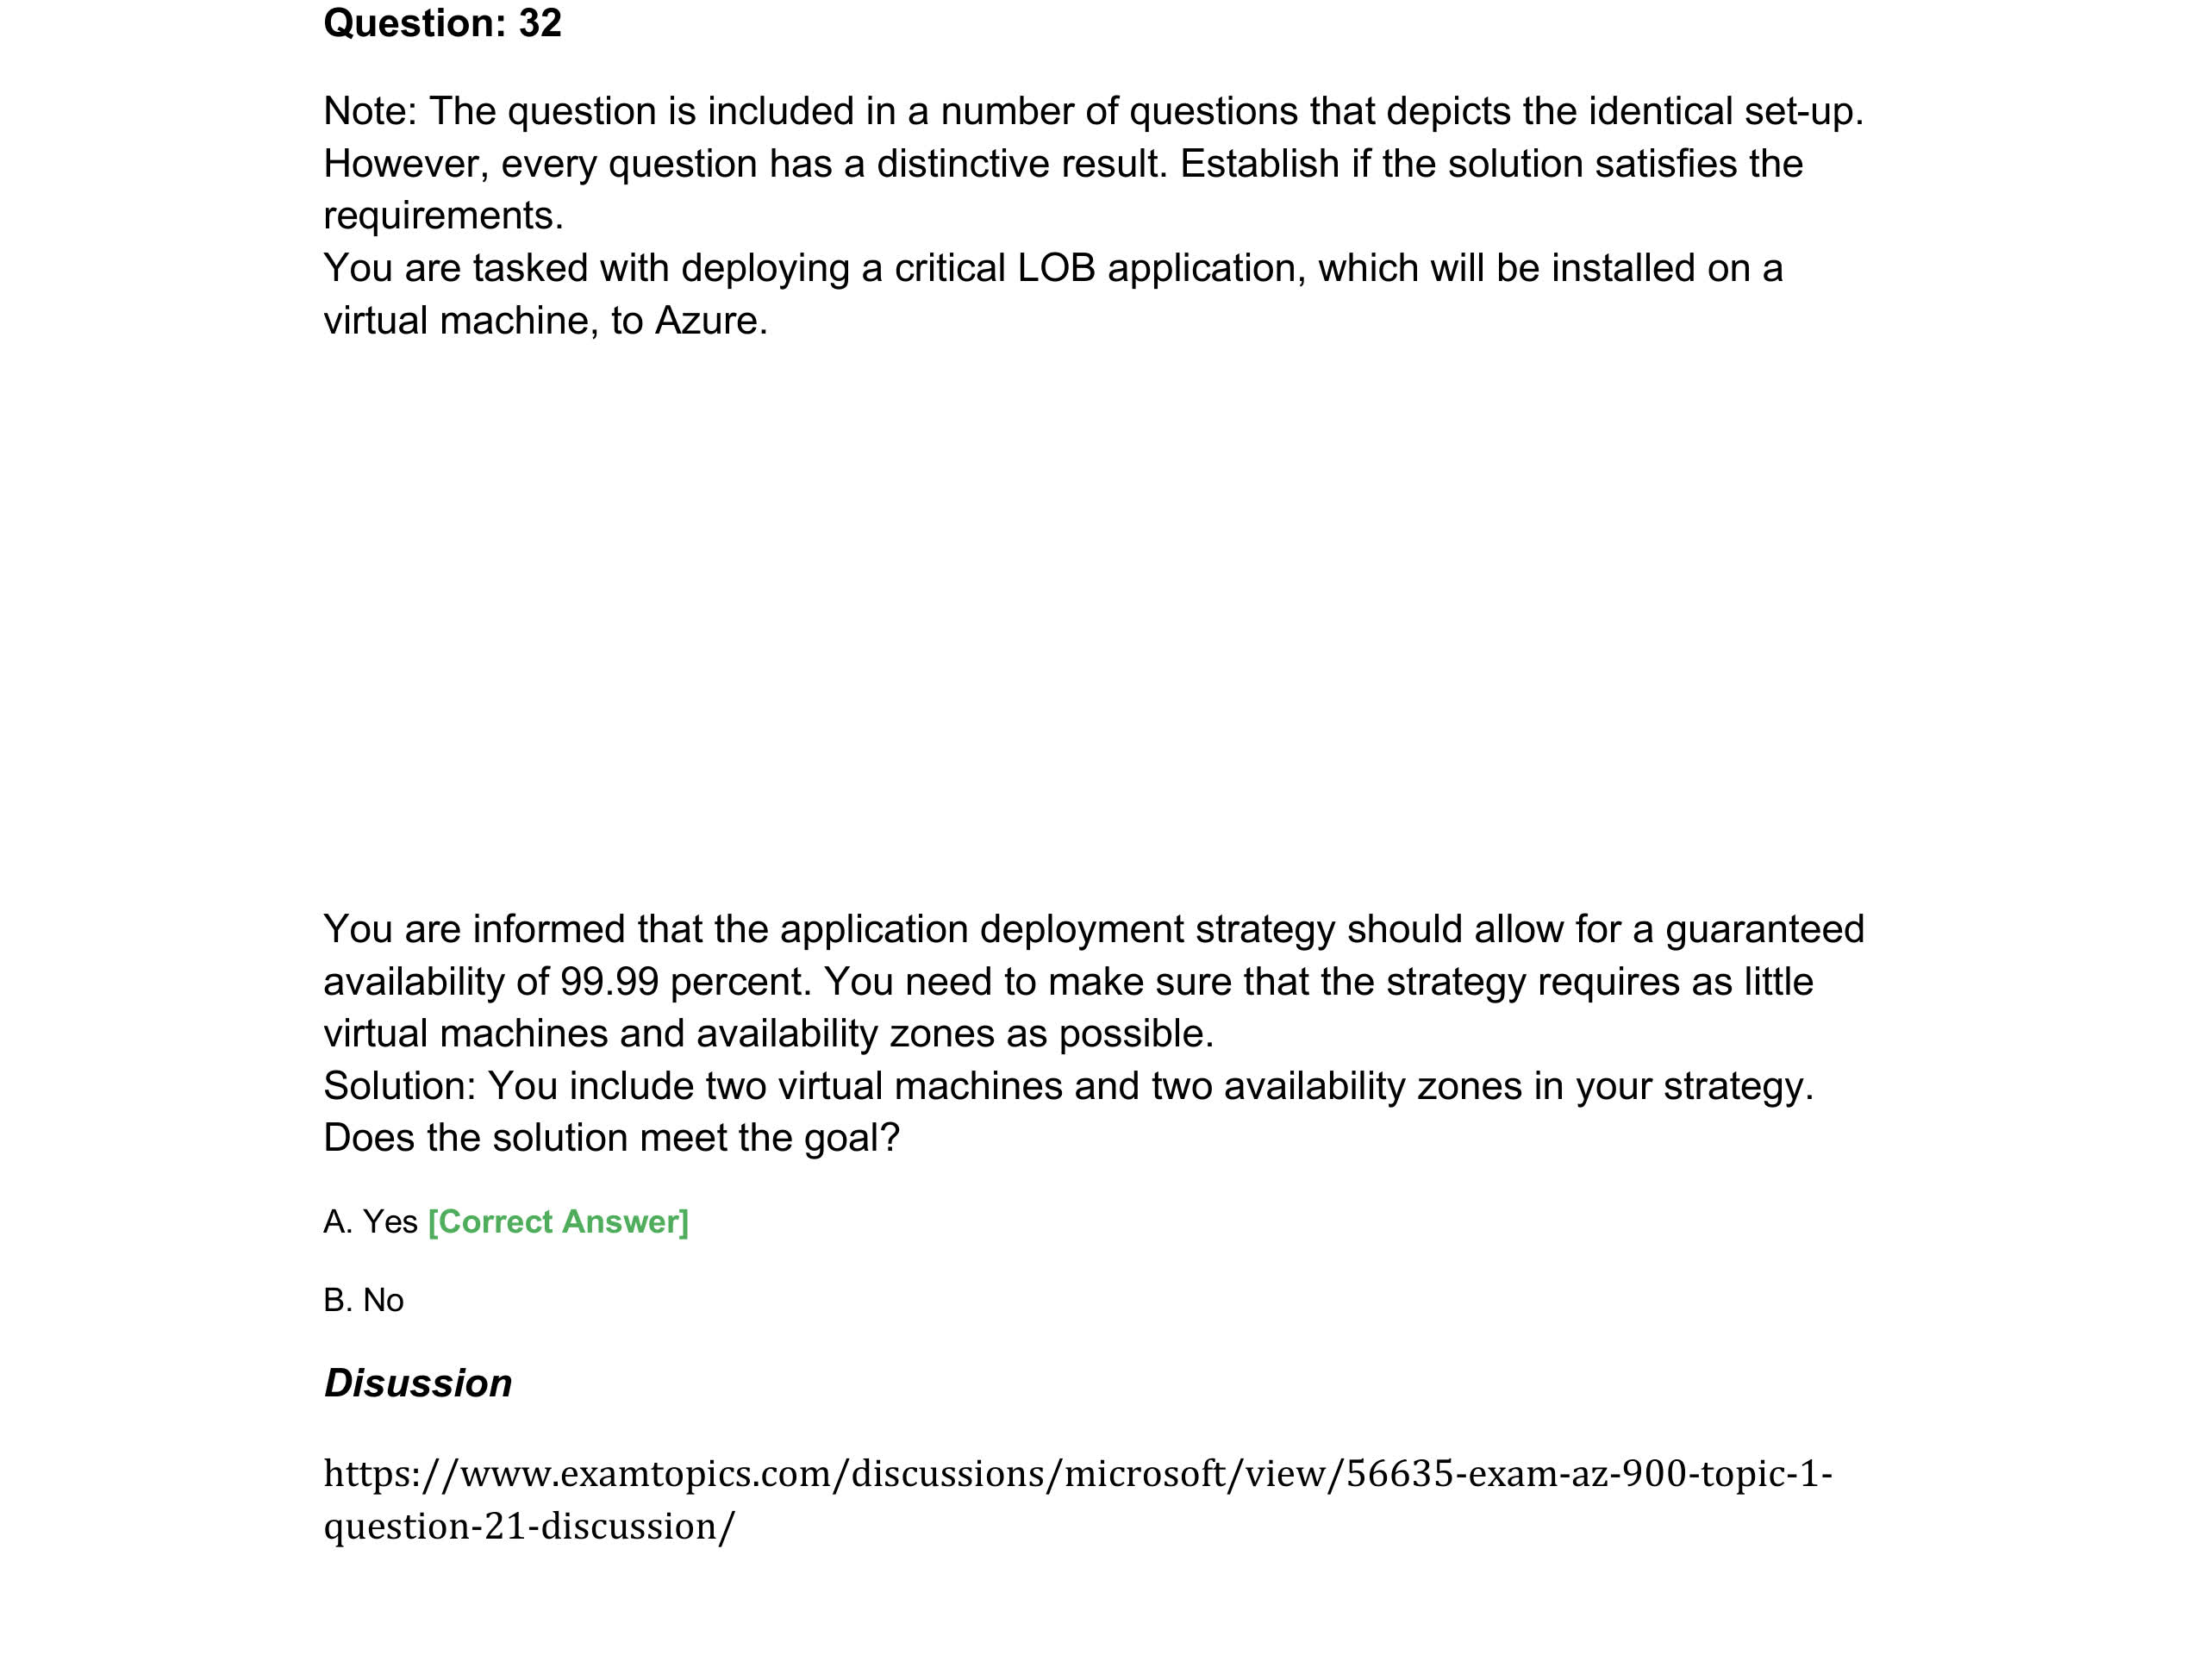 Question: 32
Note: The question is included in a number of questions that depicts the identical set-up.
However, every question has a distinctive result. Establish if the solution satisfies the
requirements.
You are tasked with deploying a critical LOB application, which will be installed on a
virtual machine, to Azure.
You are informed that the application deployment strategy should allow for a guaranteed
availability of 99.99 percent. You need to make sure that the strategy requires as little
virtual machines and availability zones as possible.
Solution: You include two virtual machines and two availability zones in your strategy.
Does the solution meet the goal?
A. Yes [Correct Answer]
B. No
Disussion
https://www.examtopics.com/discussions/microsoft/view/56635-exam-az-900-topic-1-
question-21-discussion/